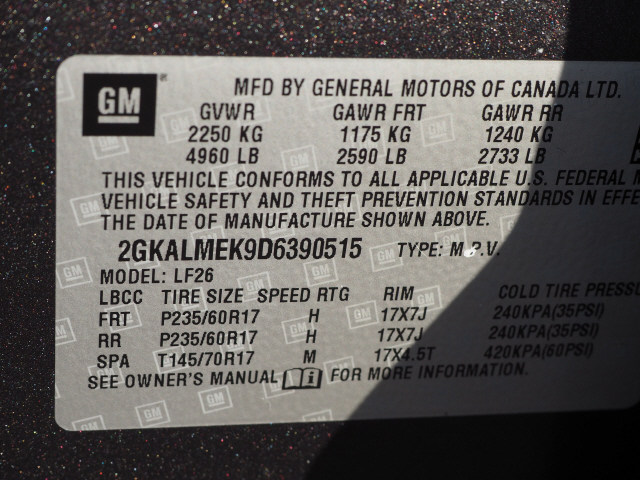 GM
MFD BY GENERAL MOTORS OF CANADA LTD.
GVWR GAWR FRT GAWR RR
2250 KG 1175 KG 1240 KG
4960 LB 2590 LB 2733 LB
THIS VEHICLE CONFORMS TO ALL APPLICABLE U.S. FEDERAL
VEHICLE SAFETY AND THEFT PREVENTION STANDARDS IN EFFE
THE DATE OF MANUFACTURE SHOWN ABOVE.
2GKALMEK9D6390515 TYPE: M.P.V.
MODEL: LF26
LBCC TIRE SIZE SPEED RTG RIM COLD TIRE PRESSU
FRT P235/60R17 H 17X7J 240KPA(35PSI)
RR P235/60R17 H 17X7J 240KPA(35PSI)
SPA T145/70R17 M 17X4.5T 420KPA(60PSI)
SEE OWNER'S MANUAL FOR MORE INFORMATION.